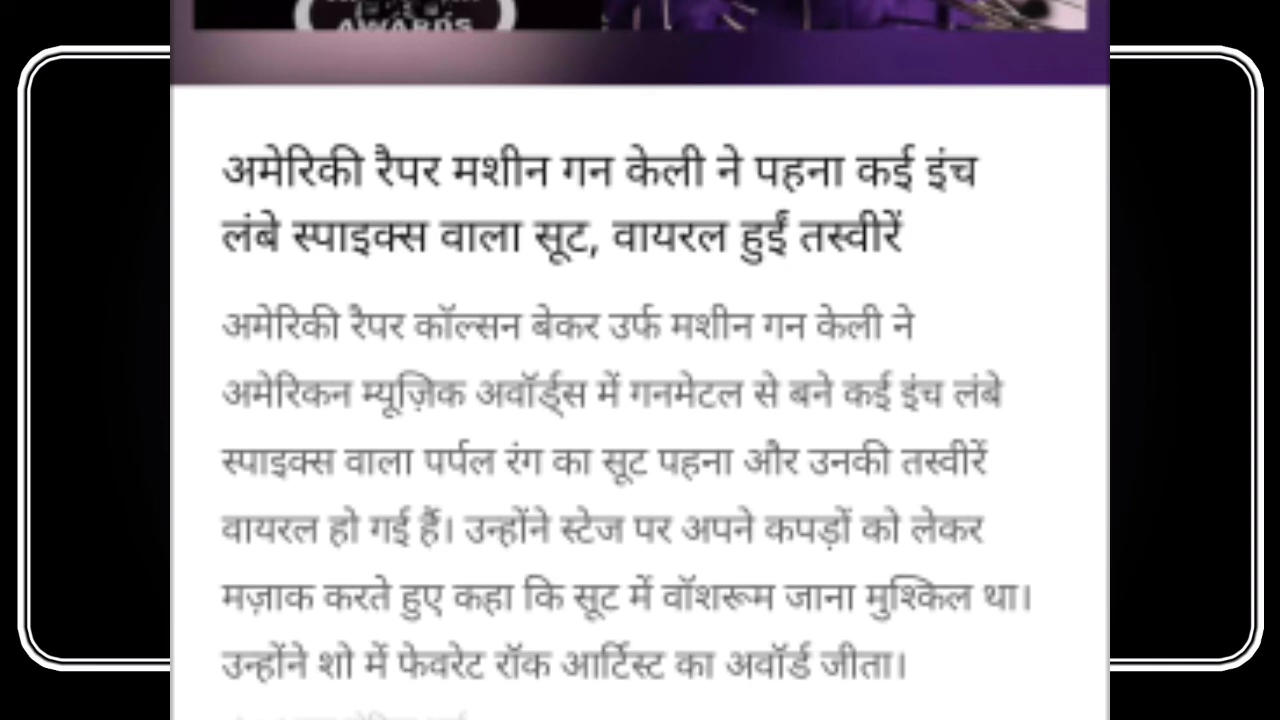 AWARDS
अमेरिकी रैपर मशीन गन केली ने पहना कई इंच
लंबे स्पाइक्स वाला सूट, वायरल हुईं तस्वीरें
अमेरिकी रैपर कॉल्सन बेकर उर्फ मशीन गन केली ने
अमेरिकन म्यूज़िक अवॉर्ड्स में गनमेटल से बने कई इंच लंबे
स्पाइक्स वाला पर्पल रंग का सूट पहना और उनकी तस्वीरें
वायरल हो गई हैं। उन्होंने स्टेज पर अपने कपड़ों को लेकर
मज़ाक करते हुए कहा कि सूट में वॉशरूम जाना मुश्किल था।
उन्होंने शो में फेवरेट रॉक आर्टिस्ट का अवॉर्ड जीता।